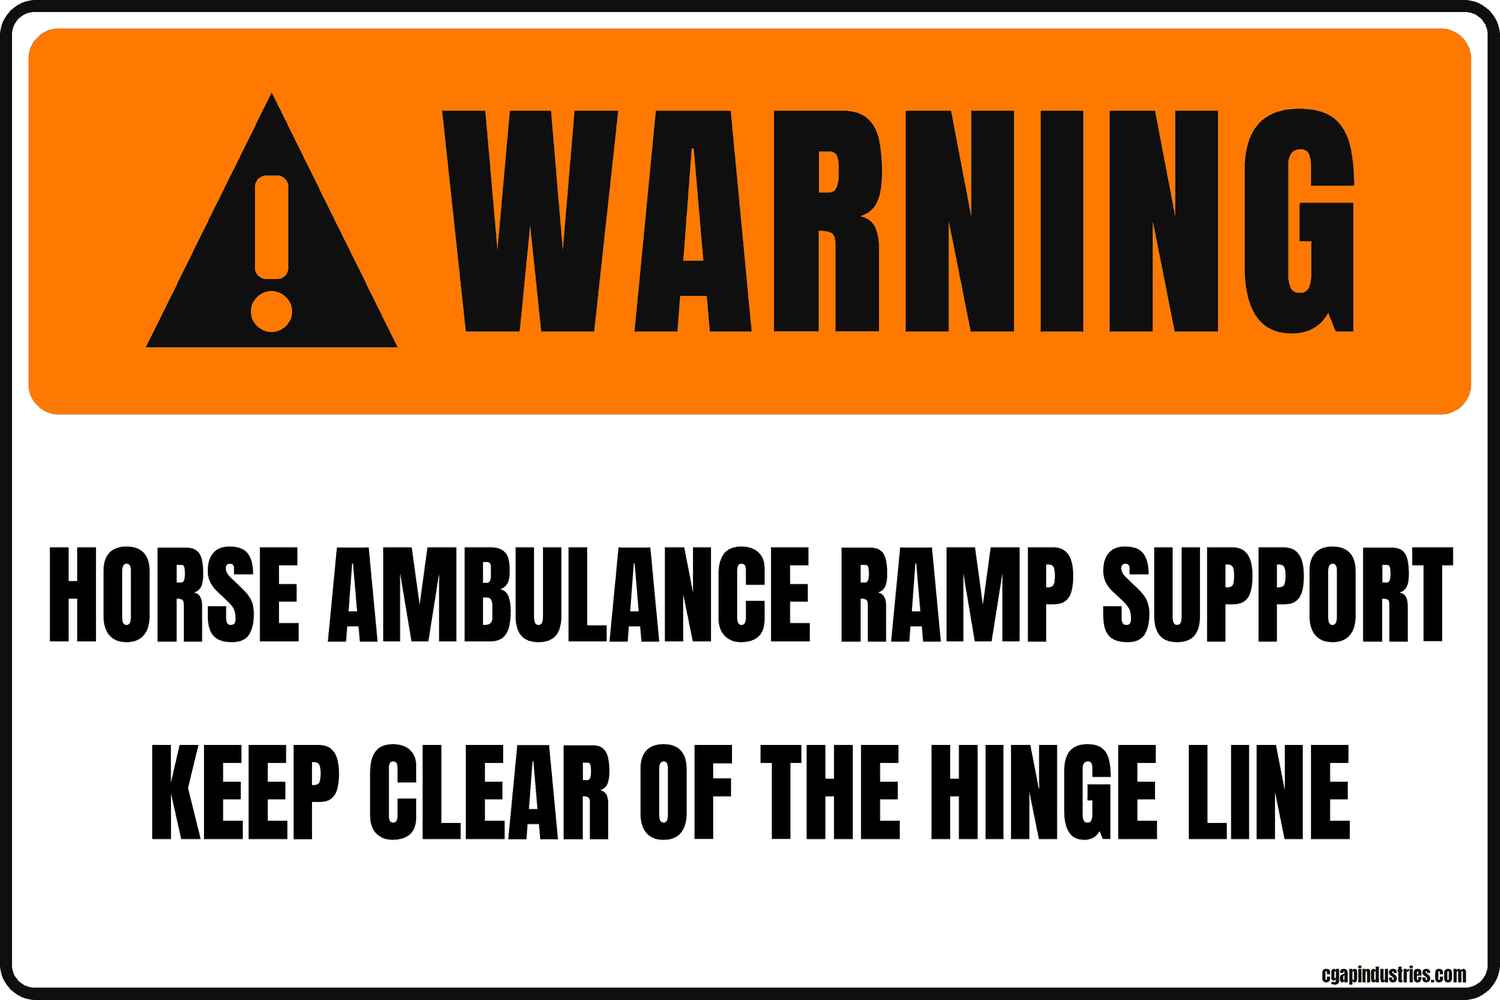 WARNING
HORSE AMBULANCE RAMP SUPPORT
KEEP CLEAR OF THE HINGE LINE
cgapindustries.com